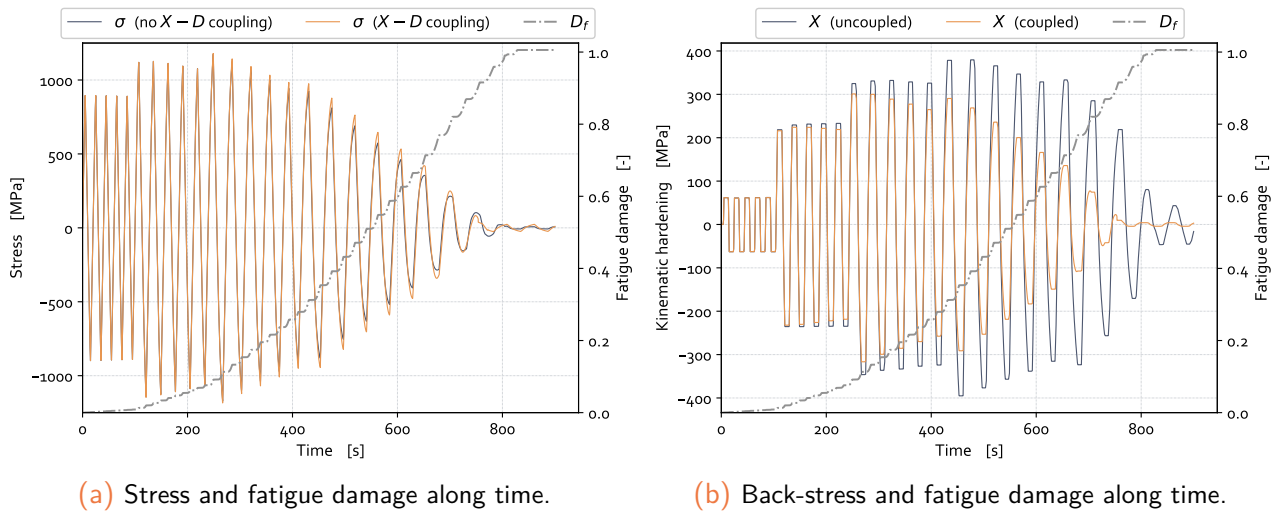 σ (no X − D coupling) σ (X − D coupling) D_f
Stress [MPa]
1000
500
0
−500
−1000
0 200 400 600 800
Time [s]
1.0
0.8
0.6
0.4
0.2
0.0
Fatigue damage [-]
(a) Stress and fatigue damage along time.
X (uncoupled) X (coupled) D_f
Kinematic hardening [MPa]
400
300
200
100
0
−100
−200
−300
−400
0 200 400 600 800
Time [s]
1.0
0.8
0.6
0.4
0.2
0.0
Fatigue damage [-]
(b) Back-stress and fatigue damage along time.